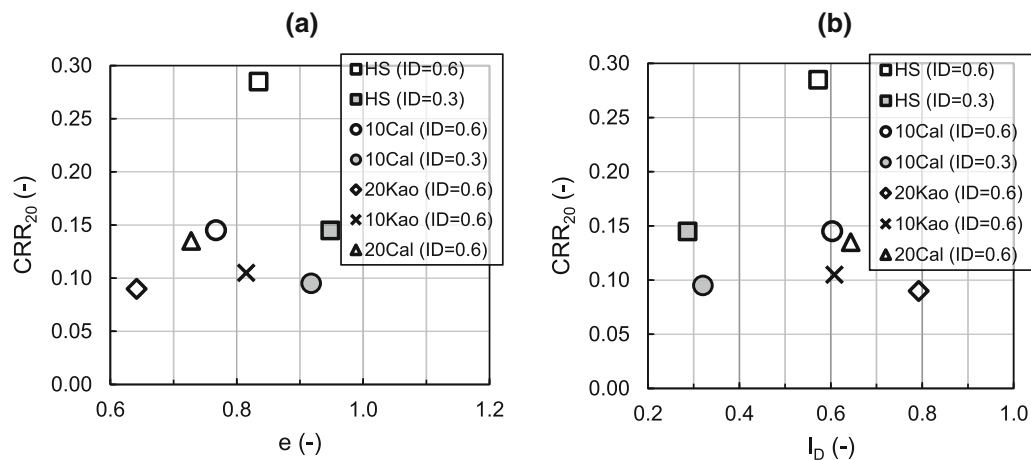 (a)
CRR20 (-)
0.30
0.25
0.20
0.15
0.10
0.05
0.00
HS (ID=0.6)
HS (ID=0.3)
10Cal (ID=0.6)
10Cal (ID=0.3)
20Kao (ID=0.6)
10Kao (ID=0.6)
20Cal (ID=0.6)
0.6 0.8 1.0 1.2
e (-)
(b)
CRR20 (-)
0.30
0.25
0.20
0.15
0.10
0.05
0.00
HS (ID=0.6)
HS (ID=0.3)
10Cal (ID=0.6)
10Cal (ID=0.3)
20Kao (ID=0.6)
10Kao (ID=0.6)
20Cal (ID=0.6)
0.2 0.4 0.6 0.8 1.0
ID (-)